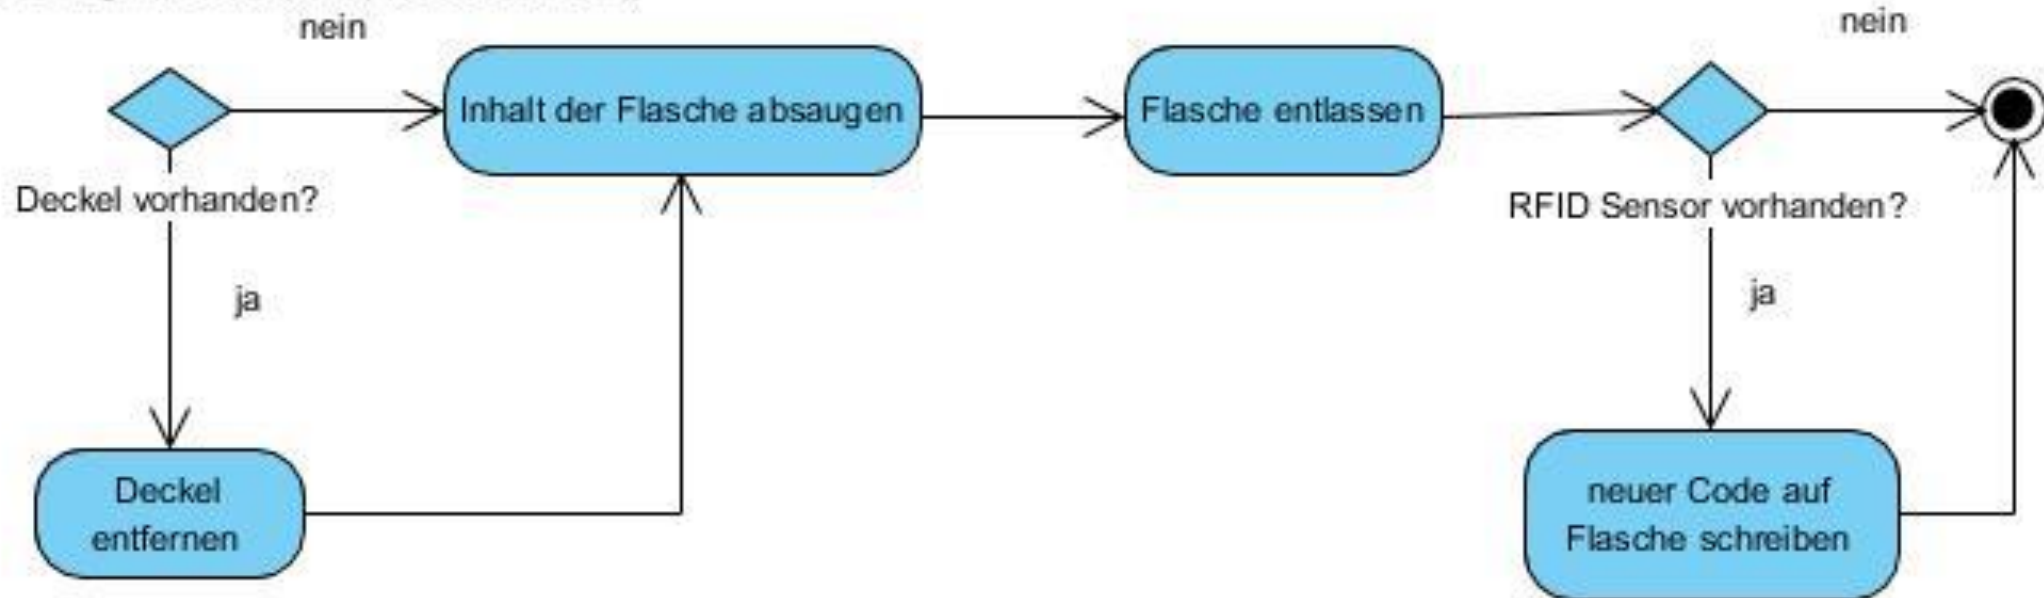 nein
nein
Inhalt der Flasche absaugen
Flasche entlassen
Deckel vorhanden?
RFID Sensor vorhanden?
ja
ja
Deckel
entfernen
neuer Code auf
Flasche schreiben